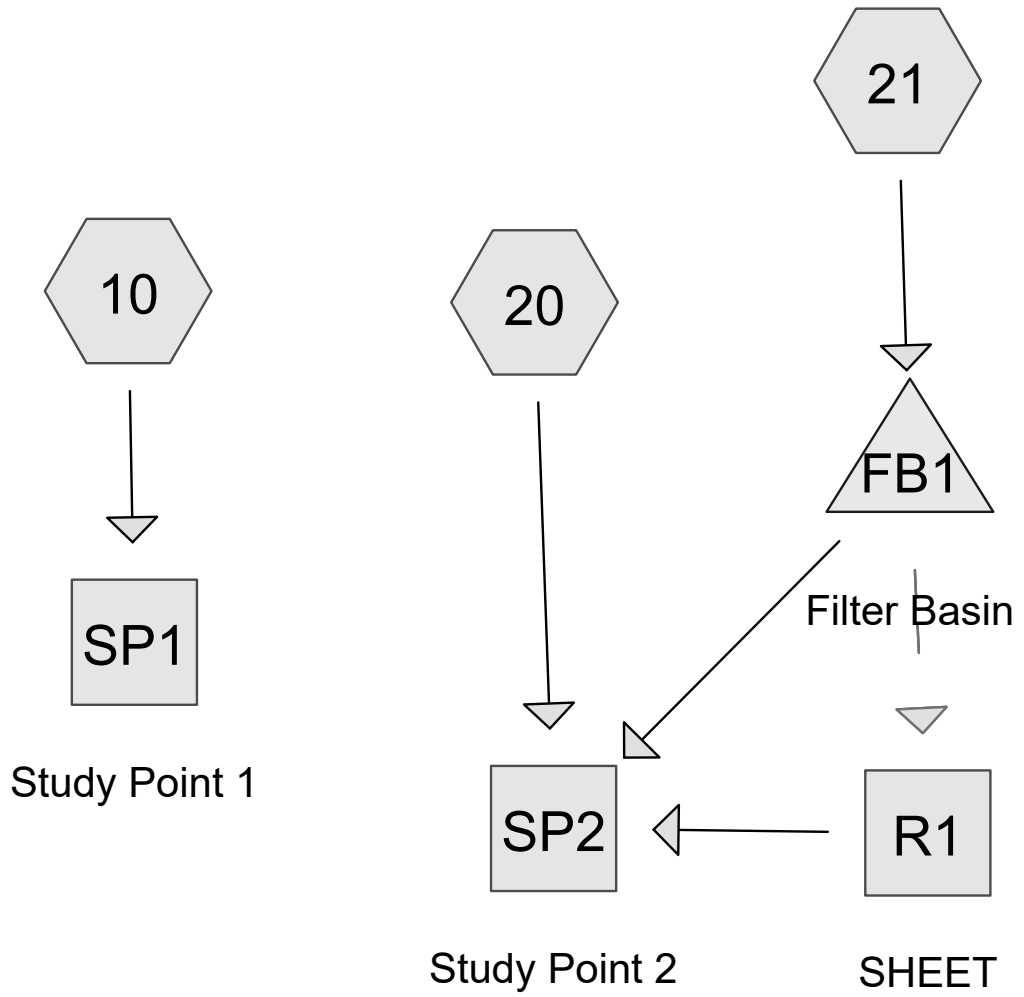 21
10
20
FB1
Filter Basin
SP1
Study Point 1
SP2
R1
Study Point 2
SHEET